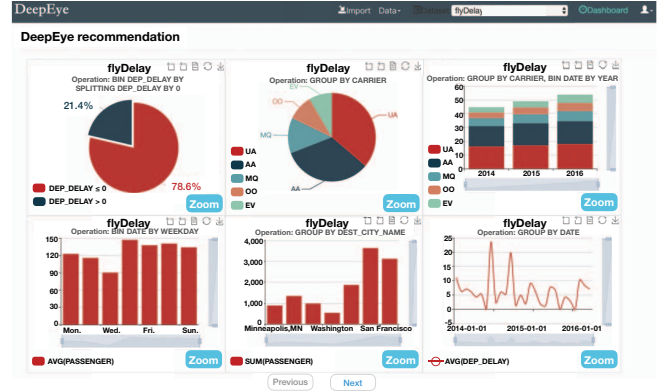 DeepEye
Import Data flyDelay Dashboard
DeepEye recommendation
flyDelay
Operation: BIN DEP_DELAY BY
SPLITTING DEP_DELAY BY 0
21.4%
78.6%
DEP_DELAY ≤ 0
DEP_DELAY > 0
Zoom
flyDelay
Operation: GROUP BY CARRIER
EV
OO
MQ
AA
UA
UA
AA
MQ
OO
EV
Zoom
flyDelay
Operation: GROUP BY CARRIER, BIN DATE BY YEAR
60
50
40
30
20
10
0
2014 2015 2016
UA
AA
MQ
OO
EV
Zoom
flyDelay
Operation: BIN DATE BY WEEKDAY
150
120
90
60
30
0
Mon. Wed. Fri. Sun.
AVG(PASSENGER)
Zoom
flyDelay
Operation: GROUP BY DEST_CITY_NAME
4,000
3,000
2,000
1,000
0
Minneapolis,MN Washington San Francisco
SUM(PASSENGER)
Zoom
flyDelay
Operation: GROUP BY DATE
25
20
15
10
5
0
-5
2014-01-01 2015-01-01 2016-01-01
AVG(DEP_DELAY)
Zoom
Previous Next